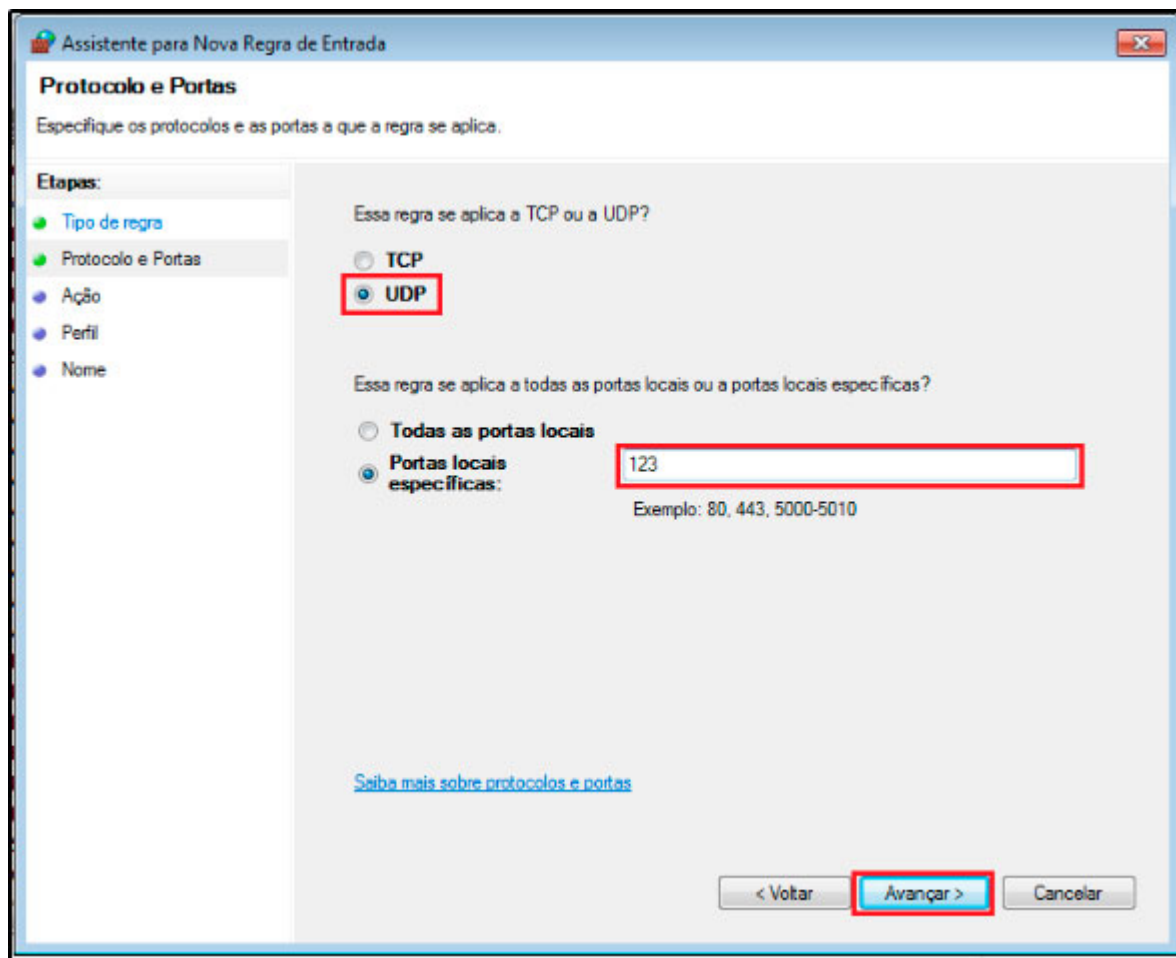 Assistente para Nova Regra de Entrada
Protocolo e Portas
Especifique os protocolos e as portas a que a regra se aplica.
Etapas:
Tipo de regra
Protocolo e Portas
Ação
Perfil
Nome
Essa regra se aplica a TCP ou a UDP?
TCP
UDP
Essa regra se aplica a todas as portas locais ou a portas locais específicas?
Todas as portas locais
Portas locais
específicas:
123
Exemplo: 80, 443, 5000-5010
Saiba mais sobre protocolos e portas
< Voltar
Avançar >
Cancelar